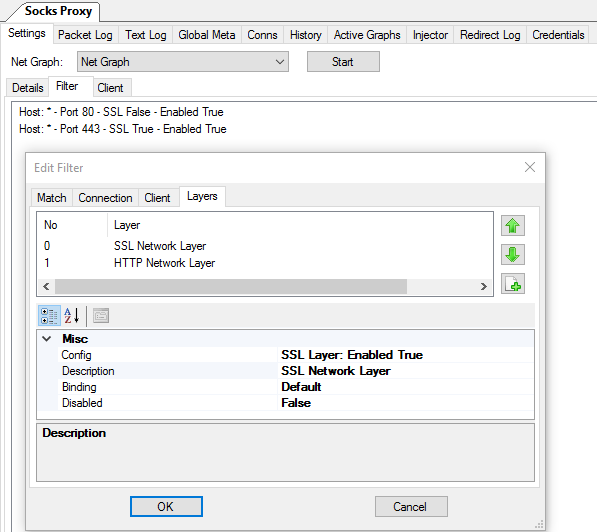 Socks Proxy
Settings Packet Log Text Log Global Meta Conns History Active Graphs Injector Redirect Log Credentials
Net Graph: Net Graph Start
Details Filter Client
Host: * - Port 80 - SSL False - Enabled True
Host: * - Port 443 - SSL True - Enabled True
Edit Filter
Match Connection Client Layers
No Layer
0 SSL Network Layer
1 HTTP Network Layer
Misc
Config SSL Layer: Enabled True
Description SSL Network Layer
Binding Default
Disabled False
Description
OK Cancel